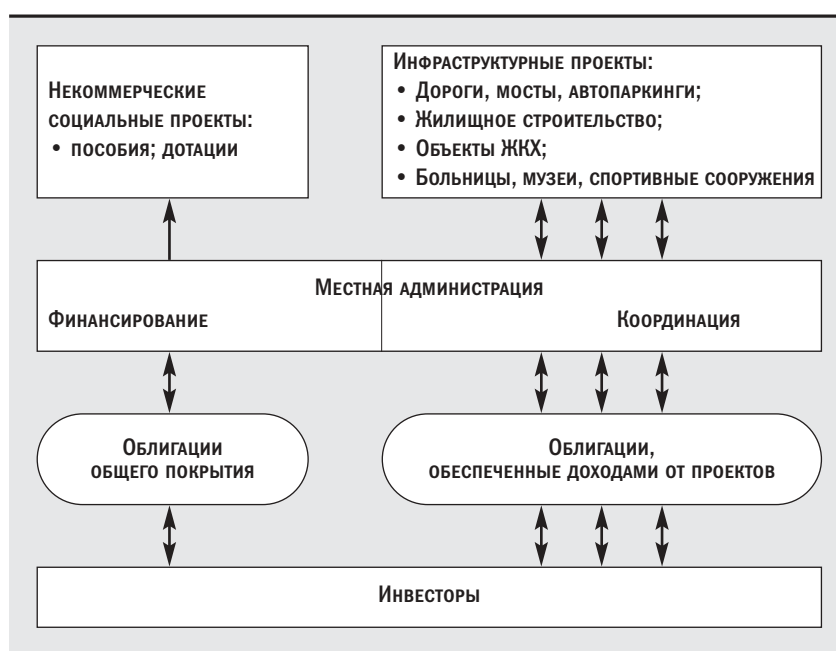 Некоммерческие
социальные проекты:
• пособия; дотации
Инфраструктурные проекты:
• Дороги, мосты, автопаркинги;
• Жилищное строительство;
• Объекты ЖКХ;
• Больницы, музеи, спортивные сооружения
Местная администрация
Финансирование
Координация
Облигации
общего покрытия
Облигации,
обеспеченные доходами от проектов
Инвесторы